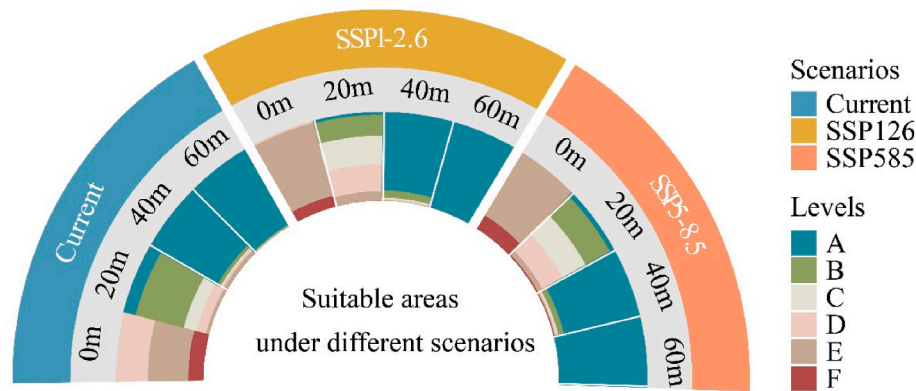 SSP1-2.6
0m 20m 40m 60m
Current
0m 20m 40m 60m
SSP5-8.5
0m 20m 40m 60m
Suitable areas
under different scenarios
Scenarios
Current
SSP126
SSP585
Levels
A
B
C
D
E
F